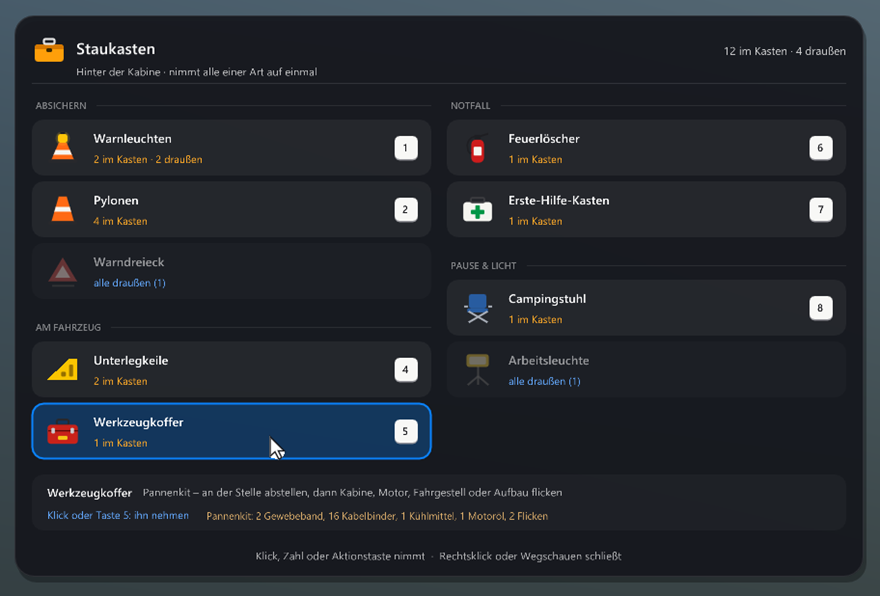 Staukasten
12 im Kasten · 4 draußen
Hinter der Kabine · nimmt alle einer Art auf einmal
ABSICHERN
Warnleuchten
2 im Kasten · 2 draußen
1
Pylonen
4 im Kasten
2
Warndreieck
alle draußen (1)
AM FAHRZEUG
Unterlegkeile
2 im Kasten
4
Werkzeugkoffer
1 im Kasten
5
NOTFALL
Feuerlöscher
1 im Kasten
6
Erste-Hilfe-Kasten
1 im Kasten
7
PAUSE & LICHT
Campingstuhl
1 im Kasten
8
Arbeitsleuchte
alle draußen (1)
Werkzeugkoffer Pannenkit – an der Stelle abstellen, dann Kabine, Motor, Fahrgestell oder Aufbau flicken
Klick oder Taste 5: ihn nehmen Pannenkit: 2 Gewebeband, 16 Kabelbinder, 1 Kühlmittel, 1 Motoröl, 2 Flicken
Klick, Zahl oder Aktionstaste nimmt · Rechtsklick oder Wegschauen schließt